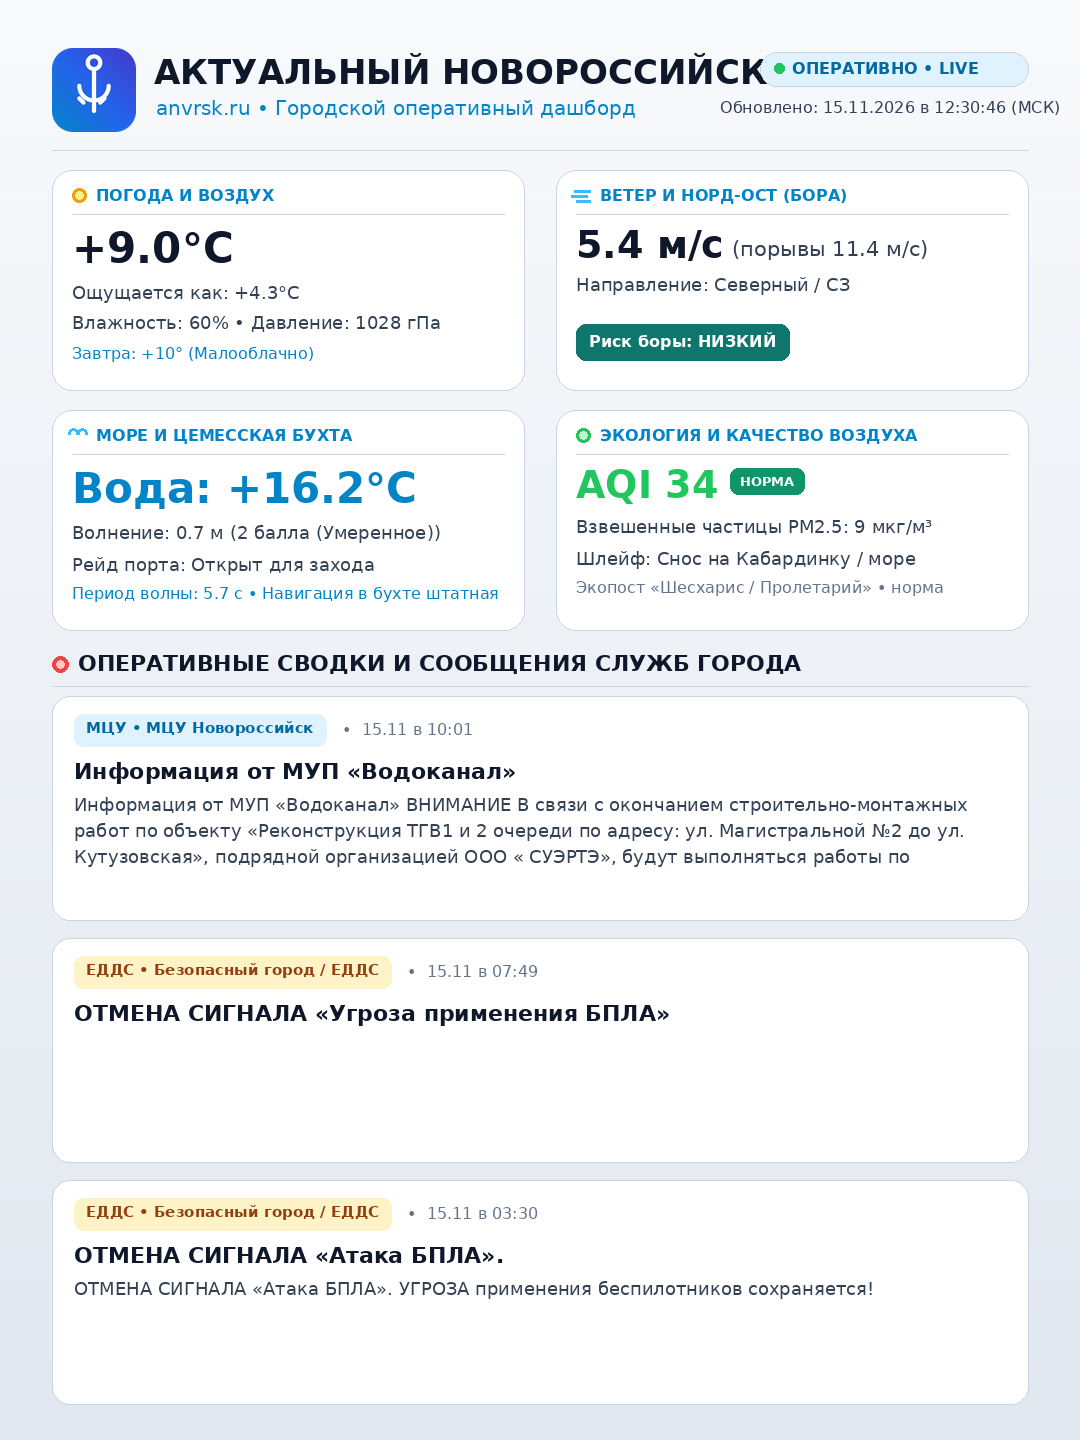 АКТУАЛЬНЫЙ НОВОРОССИЙСК
ОПЕРАТИВНО • LIVE
anvrsk.ru • Городской оперативный дашборд
Обновлено: 15.11.2026 в 12:30:46 (МСК)
ПОГОДА И ВОЗДУХ
+9.0°C
Ощущается как: +4.3°C
Влажность: 60% • Давление: 1028 гПа
Завтра: +10° (Малооблачно)
ВЕТЕР И НОРД-ОСТ (БОРА)
5.4 м/с (порывы 11.4 м/с)
Направление: Северный / СЗ
Риск боры: НИЗКИЙ
МОРЕ И ЦЕМЕССКАЯ БУХТА
Вода: +16.2°C
Волнение: 0.7 м (2 балла (Умеренное))
Рейд порта: Открыт для захода
Период волны: 5.7 с • Навигация в бухте штатная
ЭКОЛОГИЯ И КАЧЕСТВО ВОЗДУХА
AQI 34 НОРМА
Взвешенные частицы PM2.5: 9 мкг/м³
Шлейф: Снос на Кабардинку / море
Экопост «Шесхарис / Пролетарий» • норма
ОПЕРАТИВНЫЕ СВОДКИ И СООБЩЕНИЯ СЛУЖБ ГОРОДА
МЦУ • МЦУ Новороссийск • 15.11 в 10:01
Информация от МУП «Водоканал»
Информация от МУП «Водоканал» ВНИМАНИЕ В связи с окончанием строительно-монтажных
работ по объекту «Реконструкция ТГВ1 и 2 очереди по адресу: ул. Магистральной №2 до ул.
Кутузовская», подрядной организацией ООО « СУЭРТЭ», будут выполняться работы по
ЕДДС • Безопасный город / ЕДДС • 15.11 в 07:49
ОТМЕНА СИГНАЛА «Угроза применения БПЛА»
ЕДДС • Безопасный город / ЕДДС • 15.11 в 03:30
ОТМЕНА СИГНАЛА «Атака БПЛА».
ОТМЕНА СИГНАЛА «Атака БПЛА». УГРОЗА применения беспилотников сохраняется!